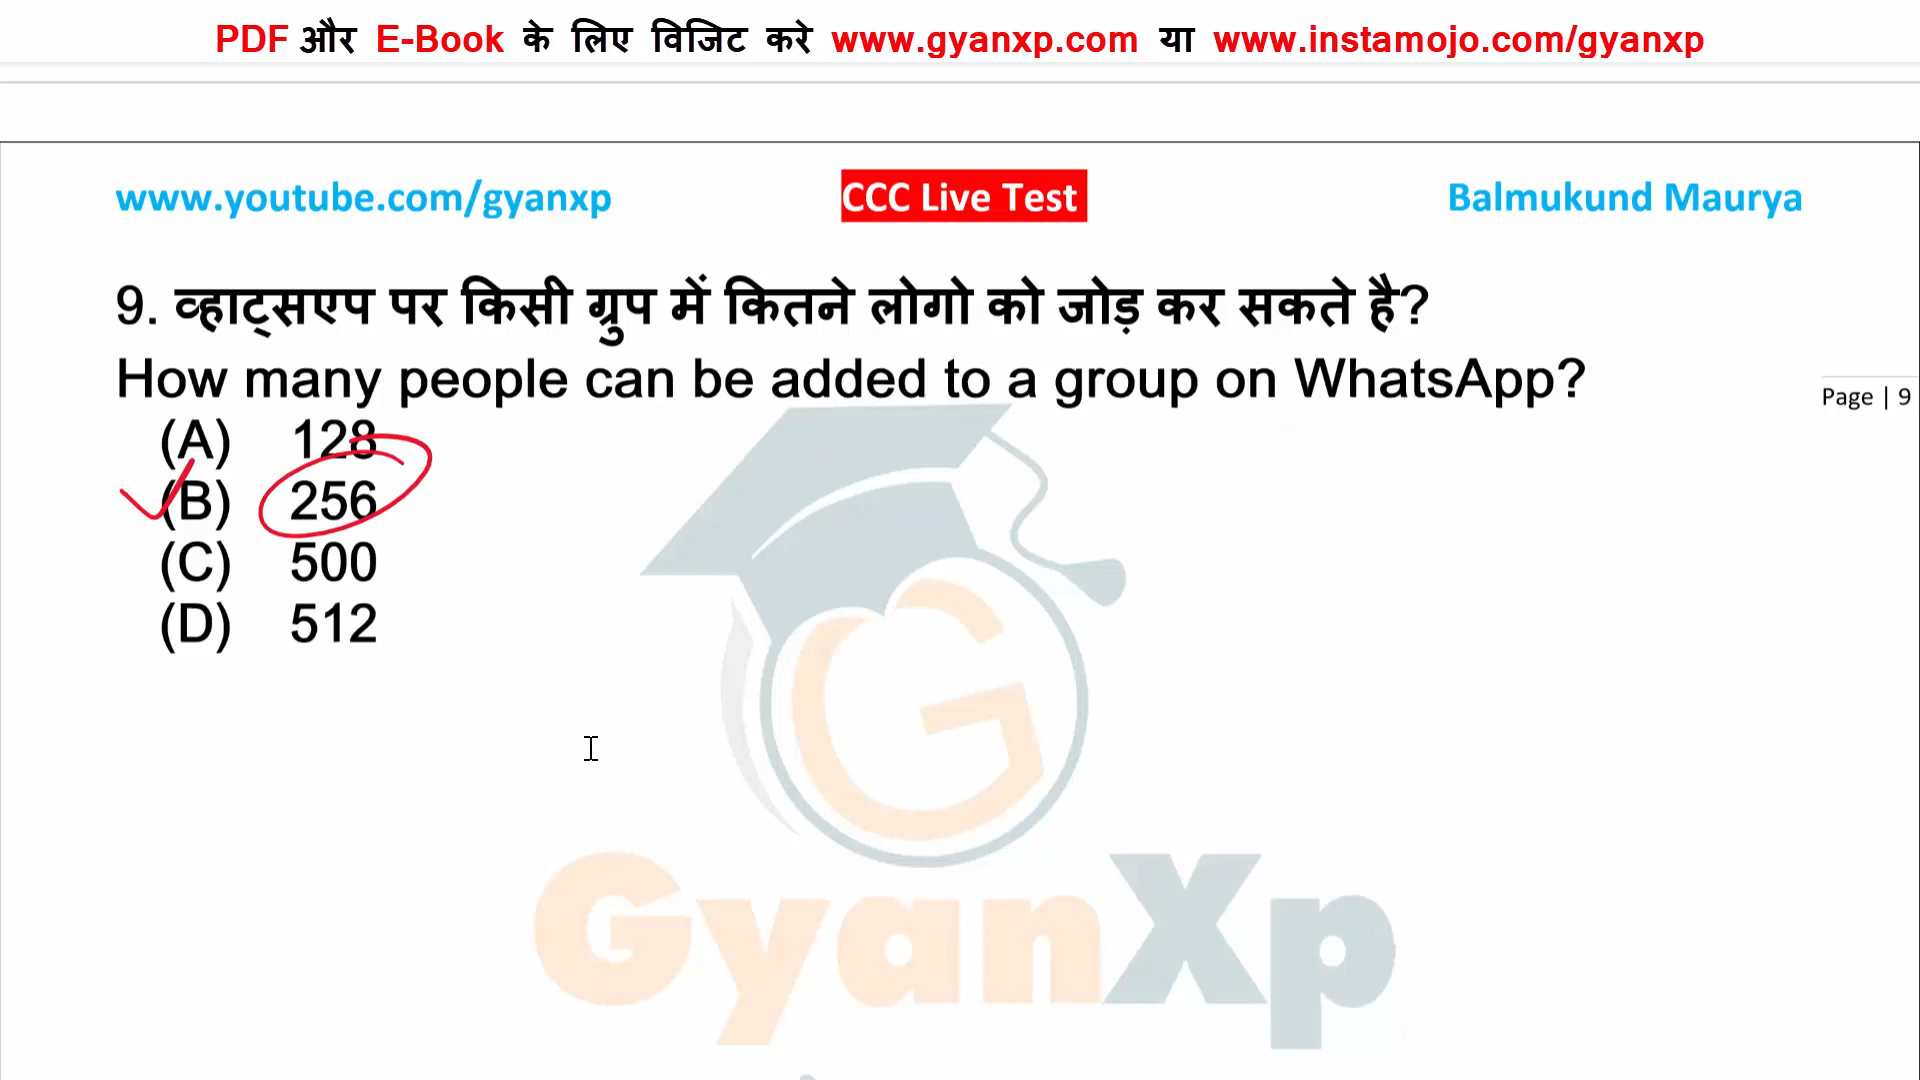 PDF और E-Book के लिए विजिट करे www.gyanxp.com या www.instamojo.com/gyanxp
www.youtube.com/gyanxp CCC Live Test Balmukund Maurya
9. व्हाट्सएप पर किसी ग्रुप में कितने लोगो को जोड़ कर सकते है?
How many people can be added to a group on WhatsApp?
Page | 9
(A) 128
(B) 256
(C) 500
(D) 512
GyanXp